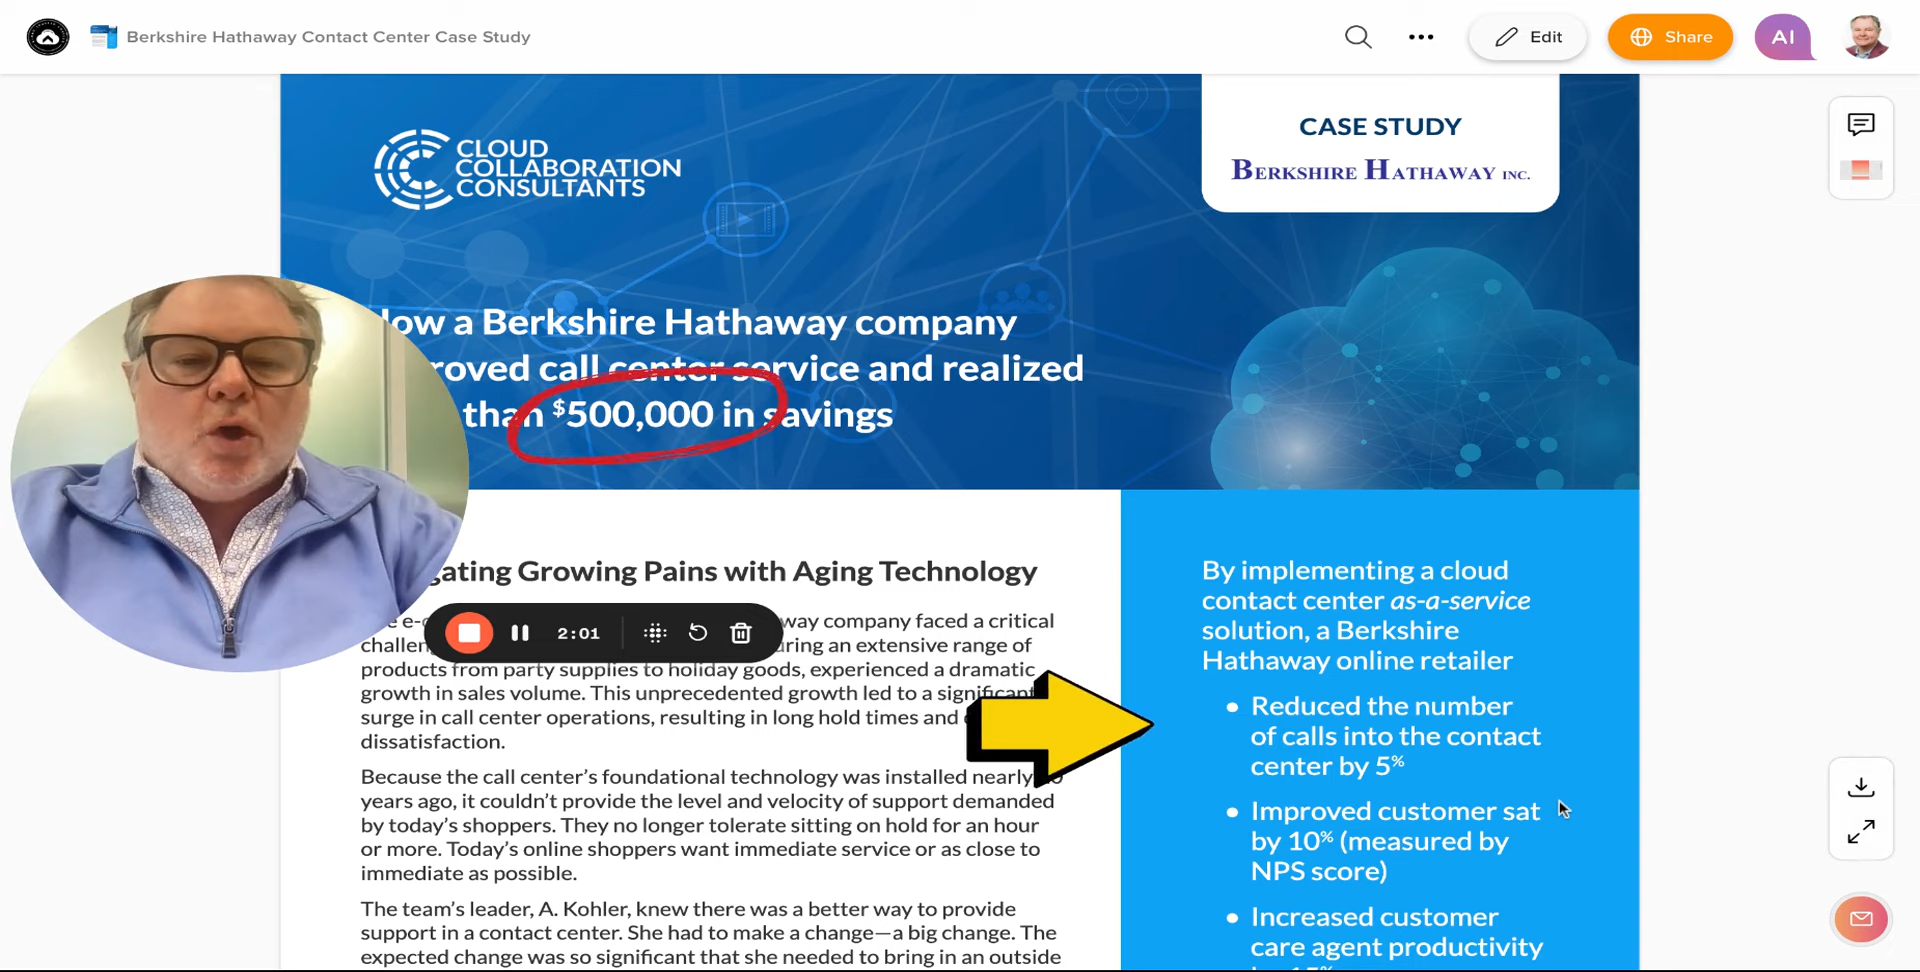 Berkshire Hathaway Contact Center Case Study
Edit
Share
AI
CLOUD
COLLABORATION
CONSULTANTS
CASE STUDY
BERKSHIRE HATHAWAY INC.
ow a Berkshire Hathaway company
roved call center service and realized
than $500,000 in savings
gating Growing Pains with Aging Technology
e e-c
way company faced a critical
challen
uring an extensive range of
products from party supplies to holiday goods, experienced a dramatic
growth in sales volume. This unprecedented growth led to a significant
surge in call center operations, resulting in long hold times and
dissatisfaction.
Because the call center's foundational technology was installed nearly
years ago, it couldn't provide the level and velocity of support demanded
by today's shoppers. They no longer tolerate sitting on hold for an hour
or more. Today's online shoppers want immediate service or as close to
immediate as possible.
The team's leader, A. Kohler, knew there was a better way to provide
support in a contact center. She had to make a change—a big change. The
expected change was so significant that she needed to bring in an outside
2:01
By implementing a cloud
contact center as-a-service
solution, a Berkshire
Hathaway online retailer
• Reduced the number
of calls into the contact
center by 5%
• Improved customer sat
by 10% (measured by
NPS score)
• Increased customer
care agent productivity